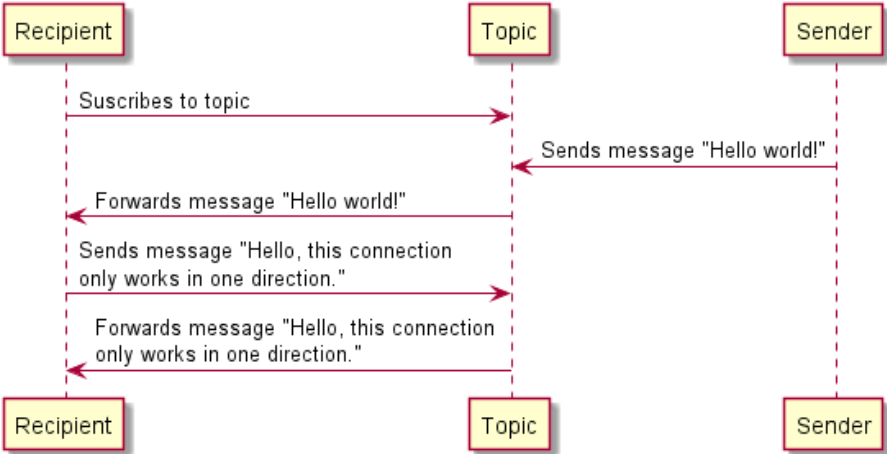 Recipient
Topic
Sender
Suscribes to topic
Sends message "Hello world!"
Forwards message "Hello world!"
Sends message "Hello, this connection
only works in one direction."
Forwards message "Hello, this connection
only works in one direction."
Recipient
Topic
Sender